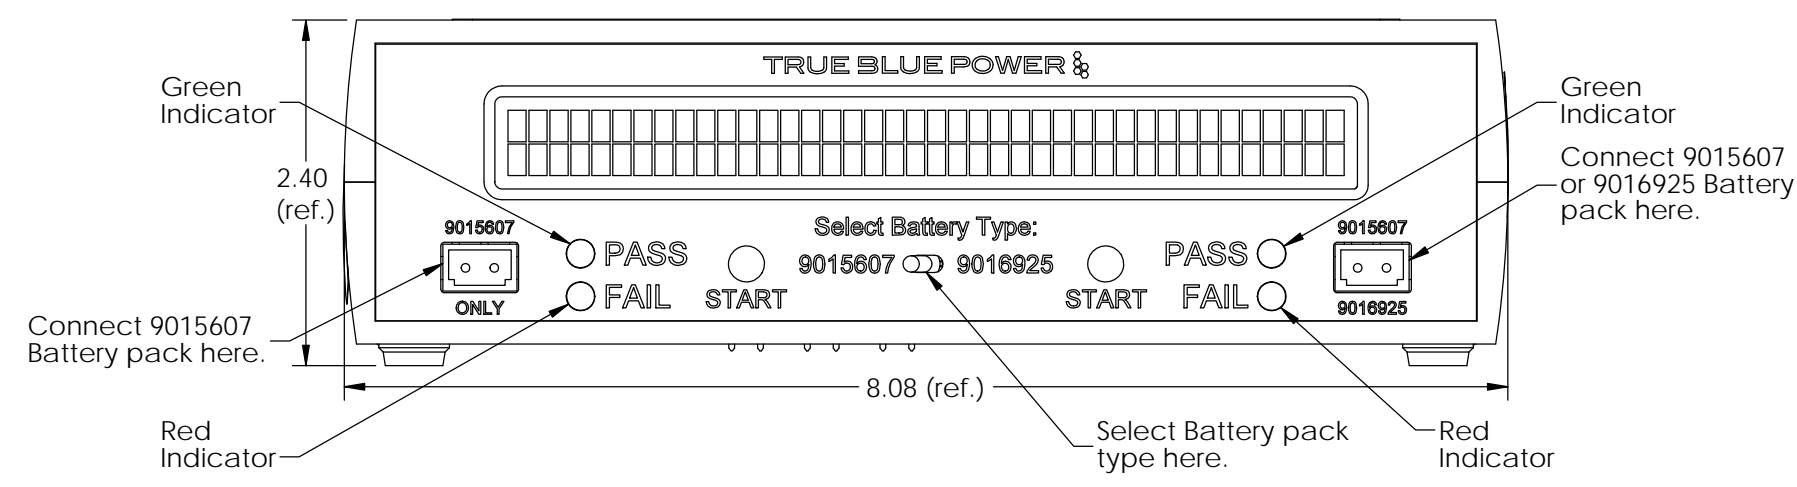 TRUE BLUE POWER
Green
Indicator
Green
Indicator
Connect 9015607
or 9016925 Battery
pack here.
2.40
(ref.)
9015607
ONLY
PASS
FAIL
START
Select Battery Type:
9015607 9016925
START
PASS
FAIL
9015607
9016925
Connect 9015607
Battery pack here.
8.08 (ref.)
Red
Indicator
Select Battery pack
type here.
Red
Indicator